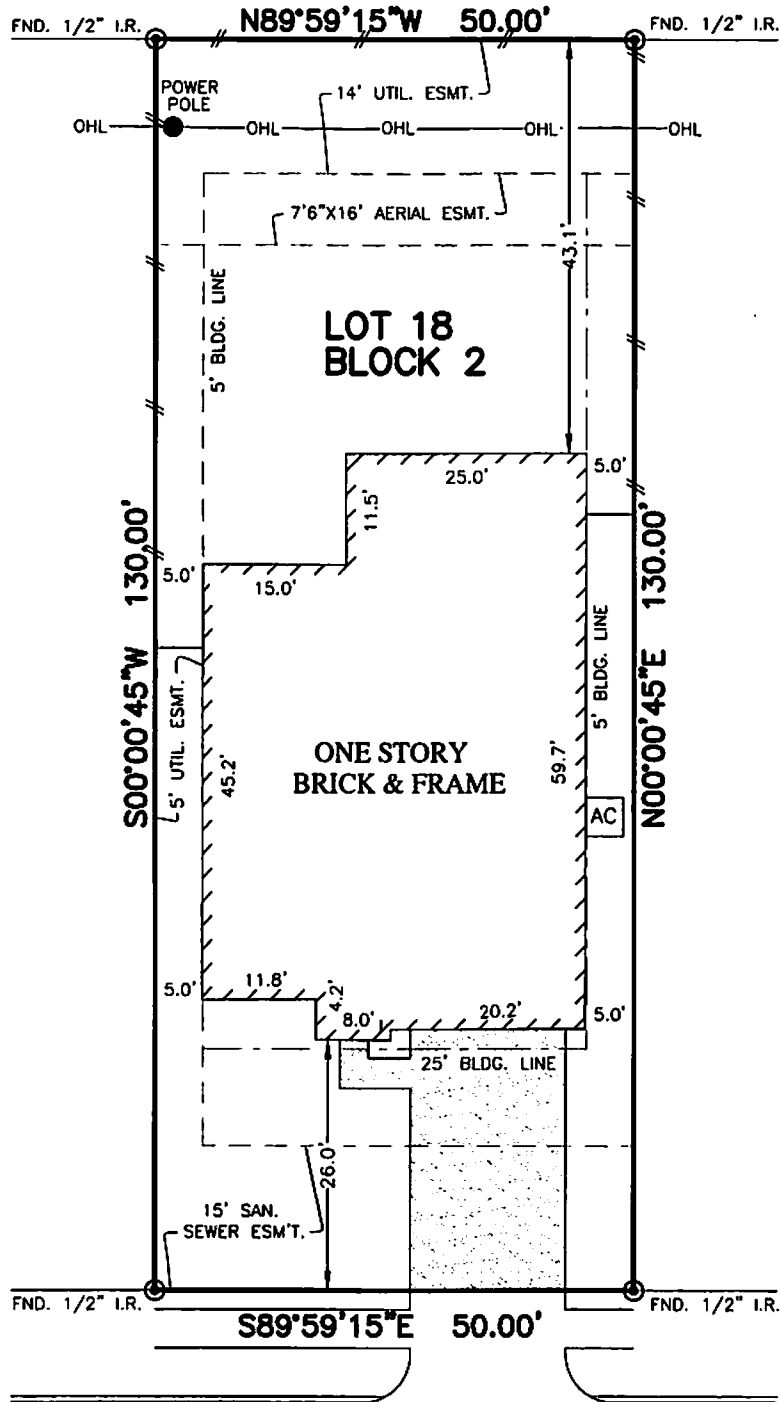 N89°59'15"W 50.00'
FND. 1/2" I.R.
FND. 1/2" I.R.
POWER
POLE
14' UTIL. ESMT.
OHL
OHL
OHL
OHL
OHL
7'6"X16' AERIAL ESMT.
43.1'
5' BLDG. LINE
LOT 18
BLOCK 2
25.0'
5.0'
11.5'
S00°00'45"W 130.00'
N00°00'45"E 130.00'
5.0'
15.0'
5' BLDG. LINE
5' UTIL. ESMT.
45.2'
ONE STORY
BRICK & FRAME
59.7'
AC
5.0'
11.8'
4.2'
8.0'
20.2'
5.0'
25' BLDG. LINE
26.0'
15' SAN.
SEWER ESM'T.
FND. 1/2" I.R.
FND. 1/2" I.R.
S89°59'15"E 50.00'